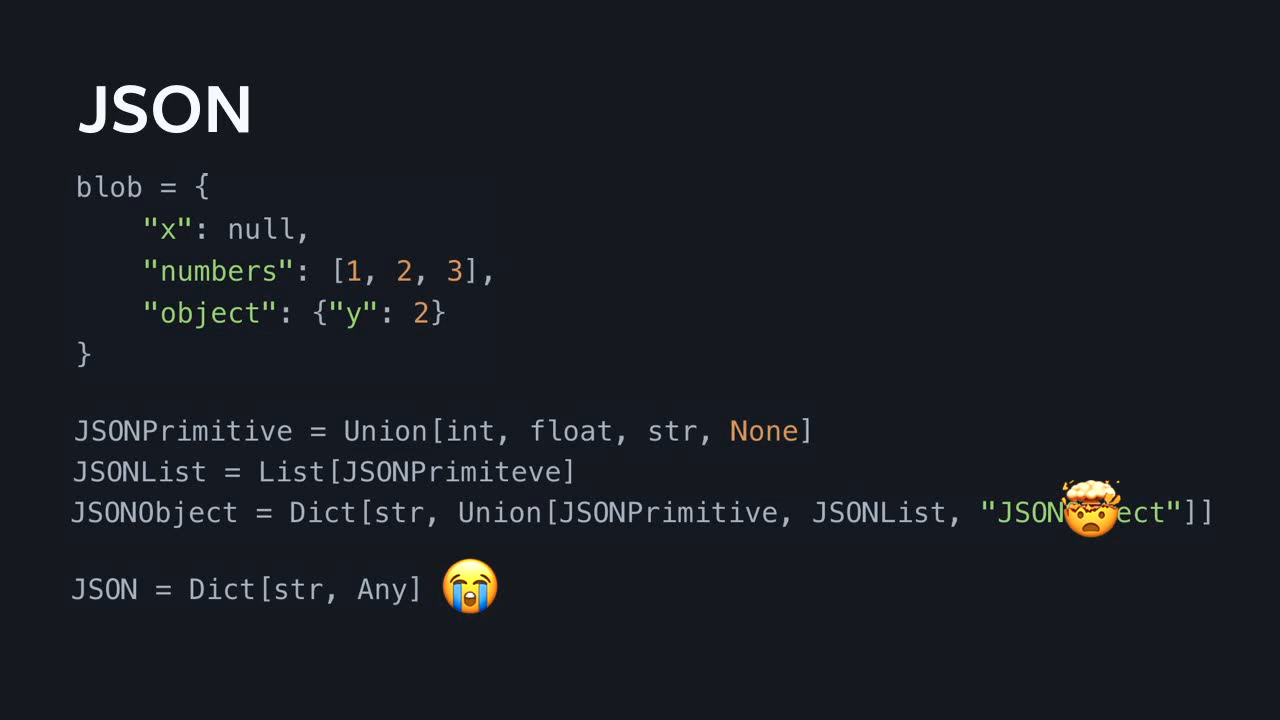 JSON
blob = {
    "x": null,
    "numbers": [1, 2, 3],
    "object": {"y": 2}
}
JSONPrimitive = Union[int, float, str, None]
JSONList = List[JSONPrimiteve]
JSONObject = Dict[str, Union[JSONPrimitive, JSONList, "JSON🤯ect"]]
JSON = Dict[str, Any] 😭